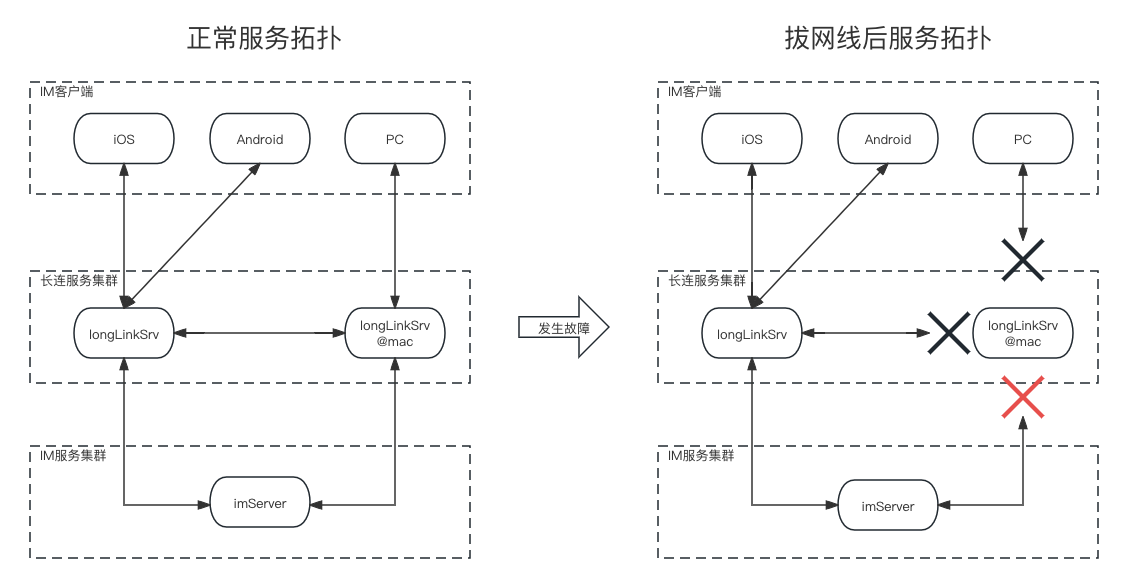 正常服务拓扑
IM客户端
iOS
Android
PC
长连服务集群
longLinkSrv
longLinkSrv
@mac
IM服务集群
imServer
发生故障
拔网线后服务拓扑
IM客户端
iOS
Android
PC
长连服务集群
longLinkSrv
longLinkSrv
@mac
IM服务集群
imServer